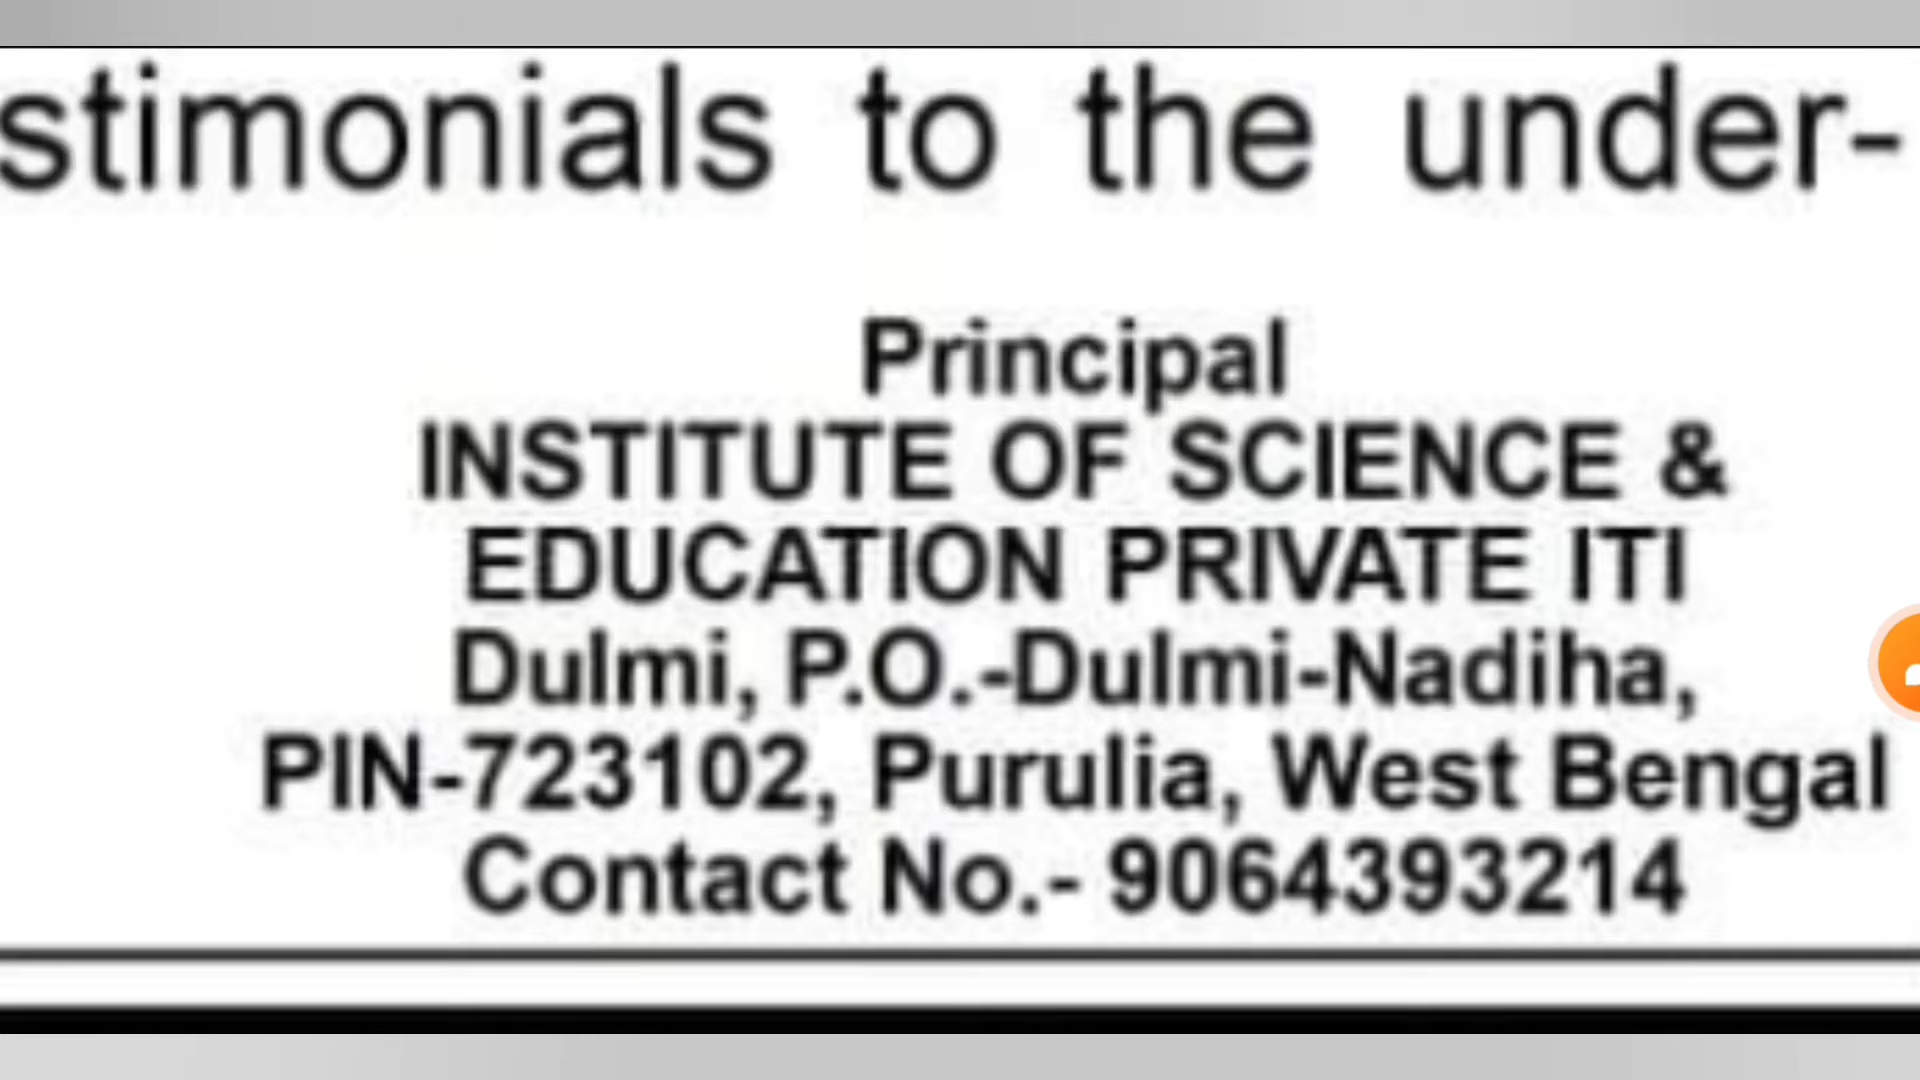 stimonials to the under-
Principal
INSTITUTE OF SCIENCE &
EDUCATION PRIVATE ITI
Dulmi, P.O.-Dulmi-Nadiha,
PIN-723102, Purulia, West Bengal
Contact No.- 9064393214